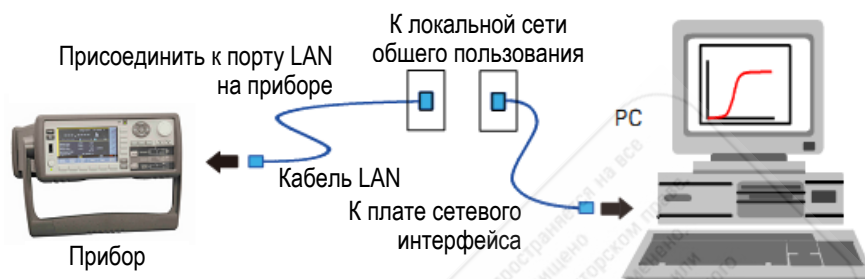 К локальной сети
общего пользования
Присоединить к порту LAN
на приборе
PC
Кабель LAN
К плате сетевого
интерфейса
Прибор